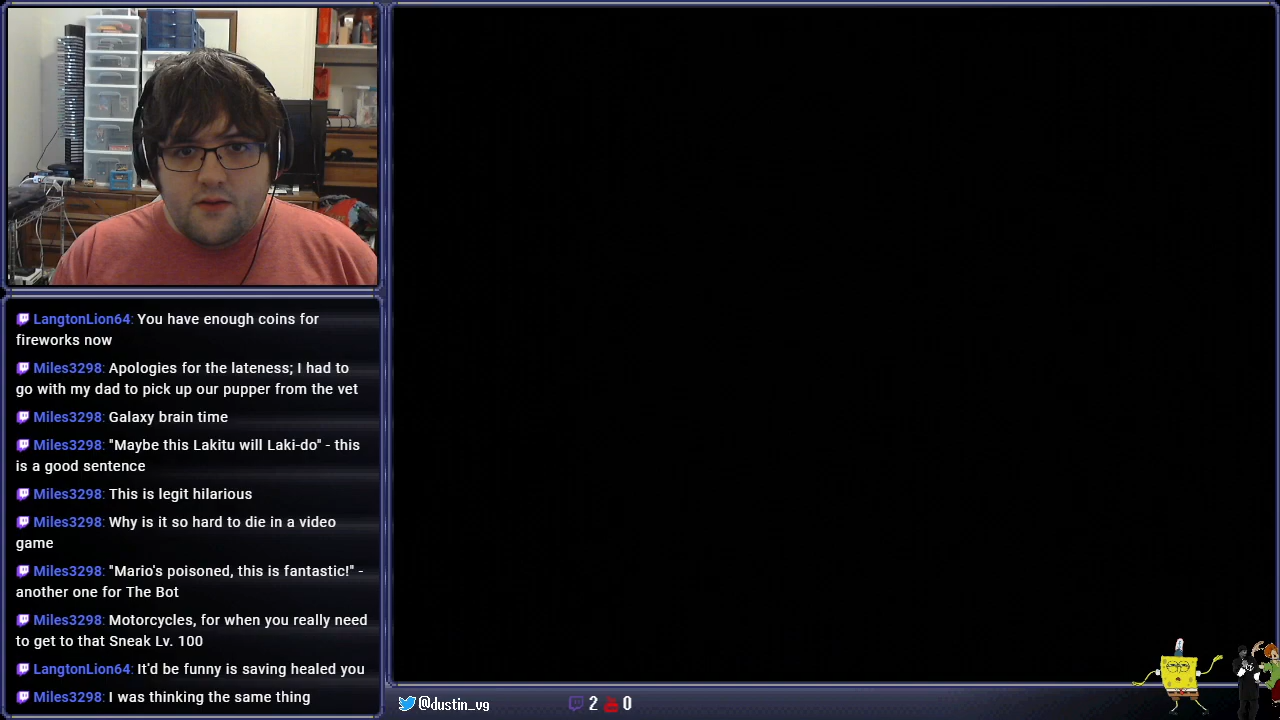 LangtonLion64: You have enough coins for
fireworks now
Miles3298: Apologies for the lateness; I had to
go with my dad to pick up our pupper from the vet
Miles3298: Galaxy brain time
Miles3298: "Maybe this Lakitu will Laki-do" - this
is a good sentence
Miles3298: This is legit hilarious
Miles3298: Why is it so hard to die in a video
game
Miles3298: "Mario's poisoned, this is fantastic!" -
another one for The Bot
Miles3298: Motorcycles, for when you really need
to get to that Sneak Lv. 100
LangtonLion64: It'd be funny is saving healed you
Miles3298: I was thinking the same thing
@dustin_vg 2 0